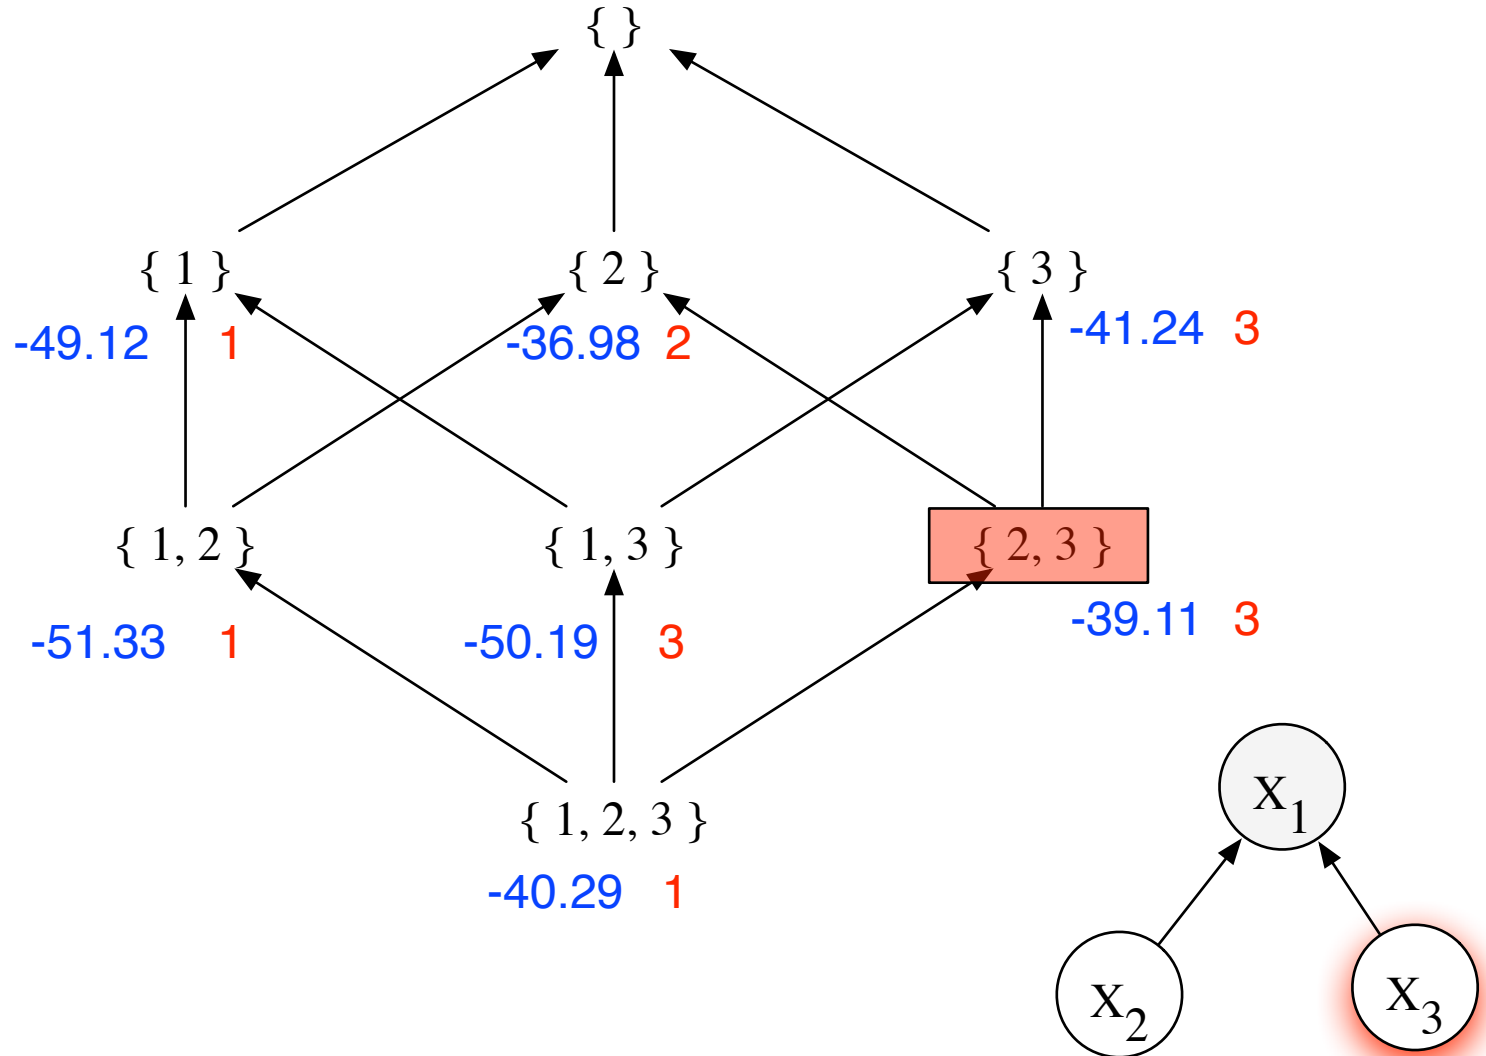 { }
{ 1 } { 2 } { 3 }
-49.12 1 -36.98 2 -41.24 3
{ 1, 2 } { 1, 3 } { 2, 3 }
-51.33 1 -50.19 3 -39.11 3
{ 1, 2, 3 }
-40.29 1
X1
X2 X3